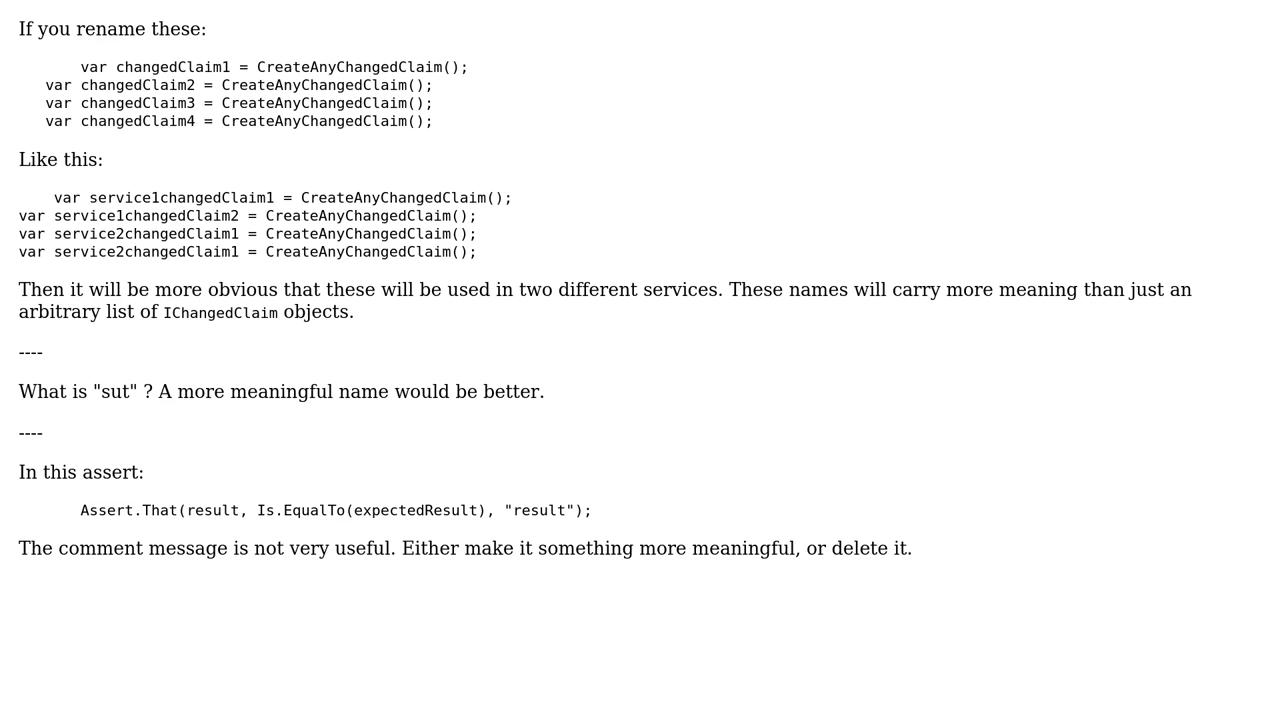 If you rename these:
var changedClaim1 = CreateAnyChangedClaim();
var changedClaim2 = CreateAnyChangedClaim();
var changedClaim3 = CreateAnyChangedClaim();
var changedClaim4 = CreateAnyChangedClaim();
Like this:
var service1changedClaim1 = CreateAnyChangedClaim();
var service1changedClaim2 = CreateAnyChangedClaim();
var service2changedClaim1 = CreateAnyChangedClaim();
var service2changedClaim1 = CreateAnyChangedClaim();
Then it will be more obvious that these will be used in two different services. These names will carry more meaning than just an
arbitrary list of IChangedClaim objects.
----
What is "sut" ? A more meaningful name would be better.
----
In this assert:
Assert.That(result, Is.EqualTo(expectedResult), "result");
The comment message is not very useful. Either make it something more meaningful, or delete it.